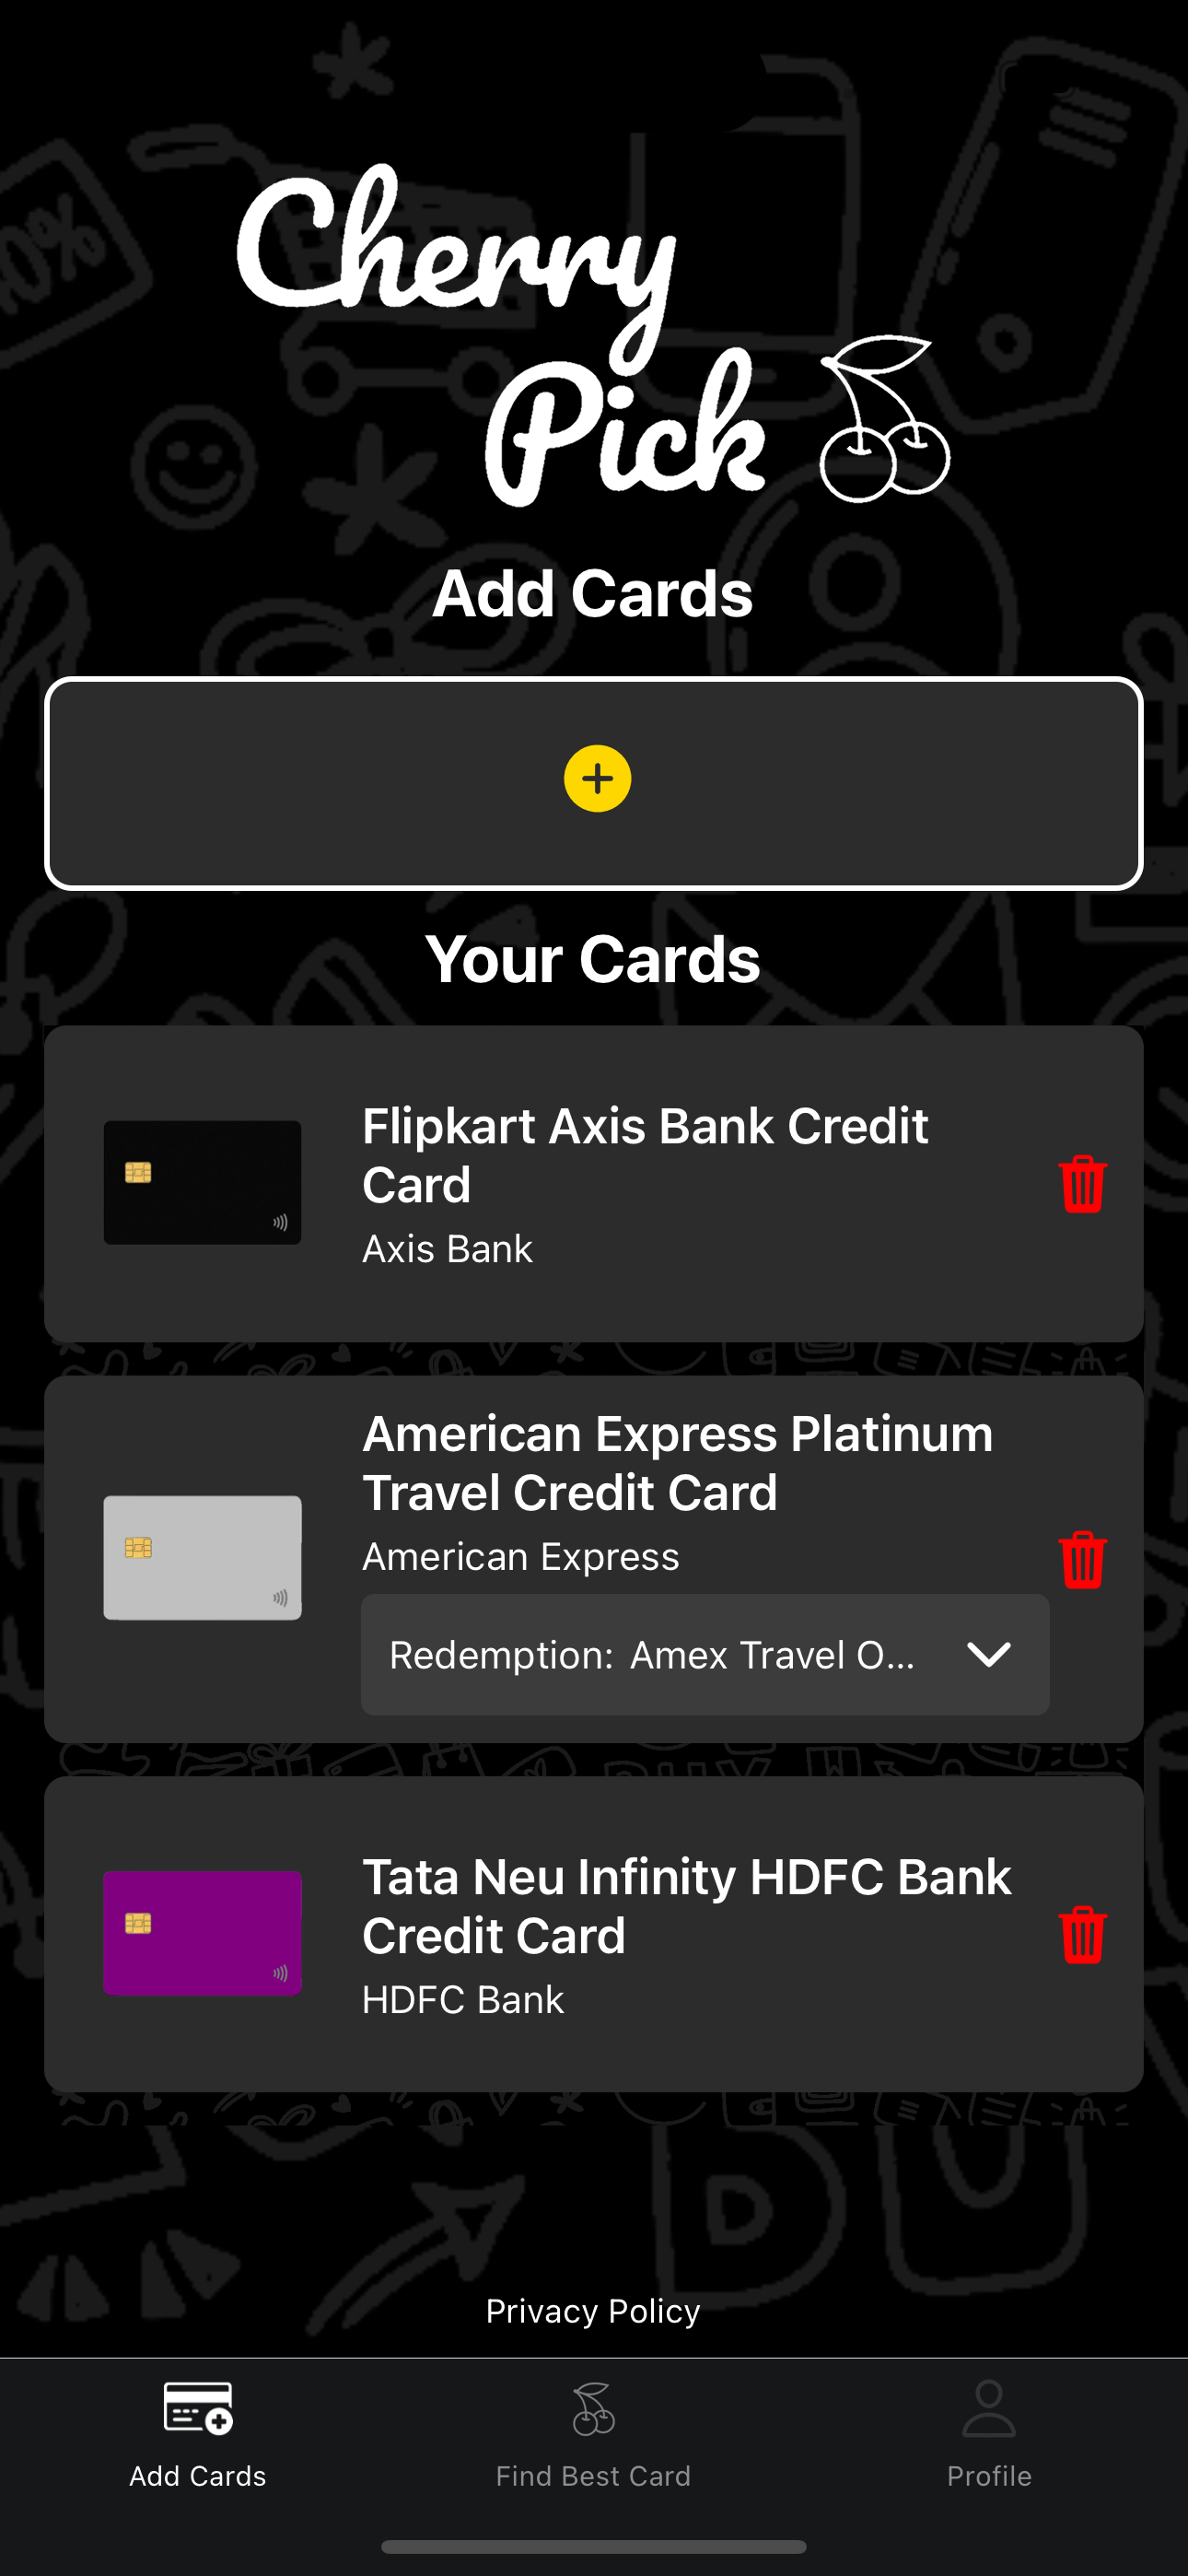 0%
Cherry
Pick
Add Cards
Your Cards
Flipkart Axis Bank Credit
Card
Axis Bank
American Express Platinum
Travel Credit Card
American Express
Redemption: Amex Travel O...
Tata Neu Infinity HDFC Bank
Credit Card
HDFC Bank
Privacy Policy
Add Cards
Find Best Card
Profile